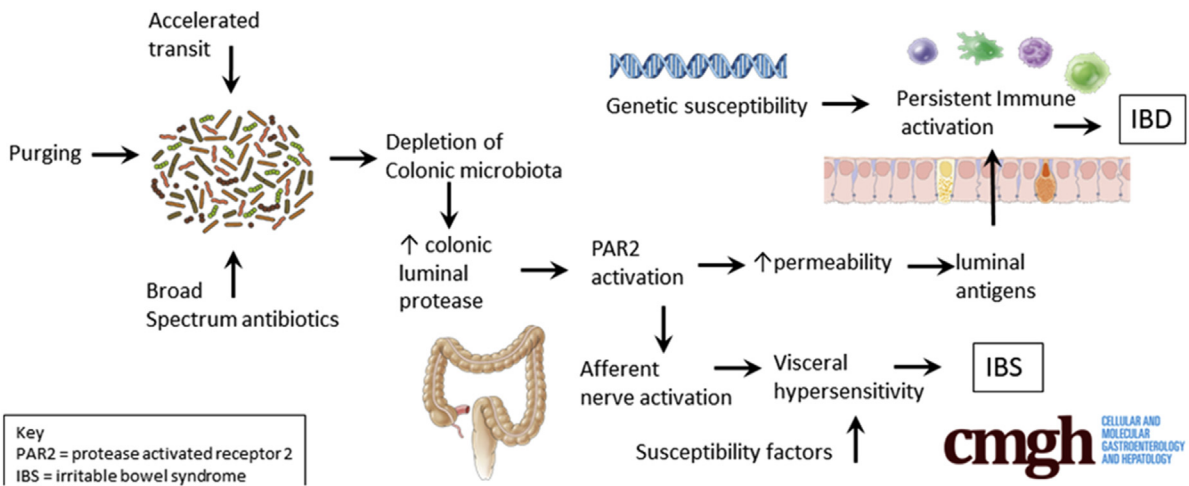 Accelerated
transit
Purging
Broad
Spectrum antibiotics
Depletion of
Colonic microbiota
↑ colonic
luminal
protease
PAR2
activation
↑permeability
luminal
antigens
Genetic susceptibility
Persistent Immune
activation
IBD
Afferent
nerve activation
Visceral
hypersensitivity
IBS
Susceptibility factors
Key
PAR2 = protease activated receptor 2
IBS = irritable bowel syndrome
cmgh
CELLULAR AND
MOLECULAR
GASTROENTEROLOGY
AND HEPATOLOGY